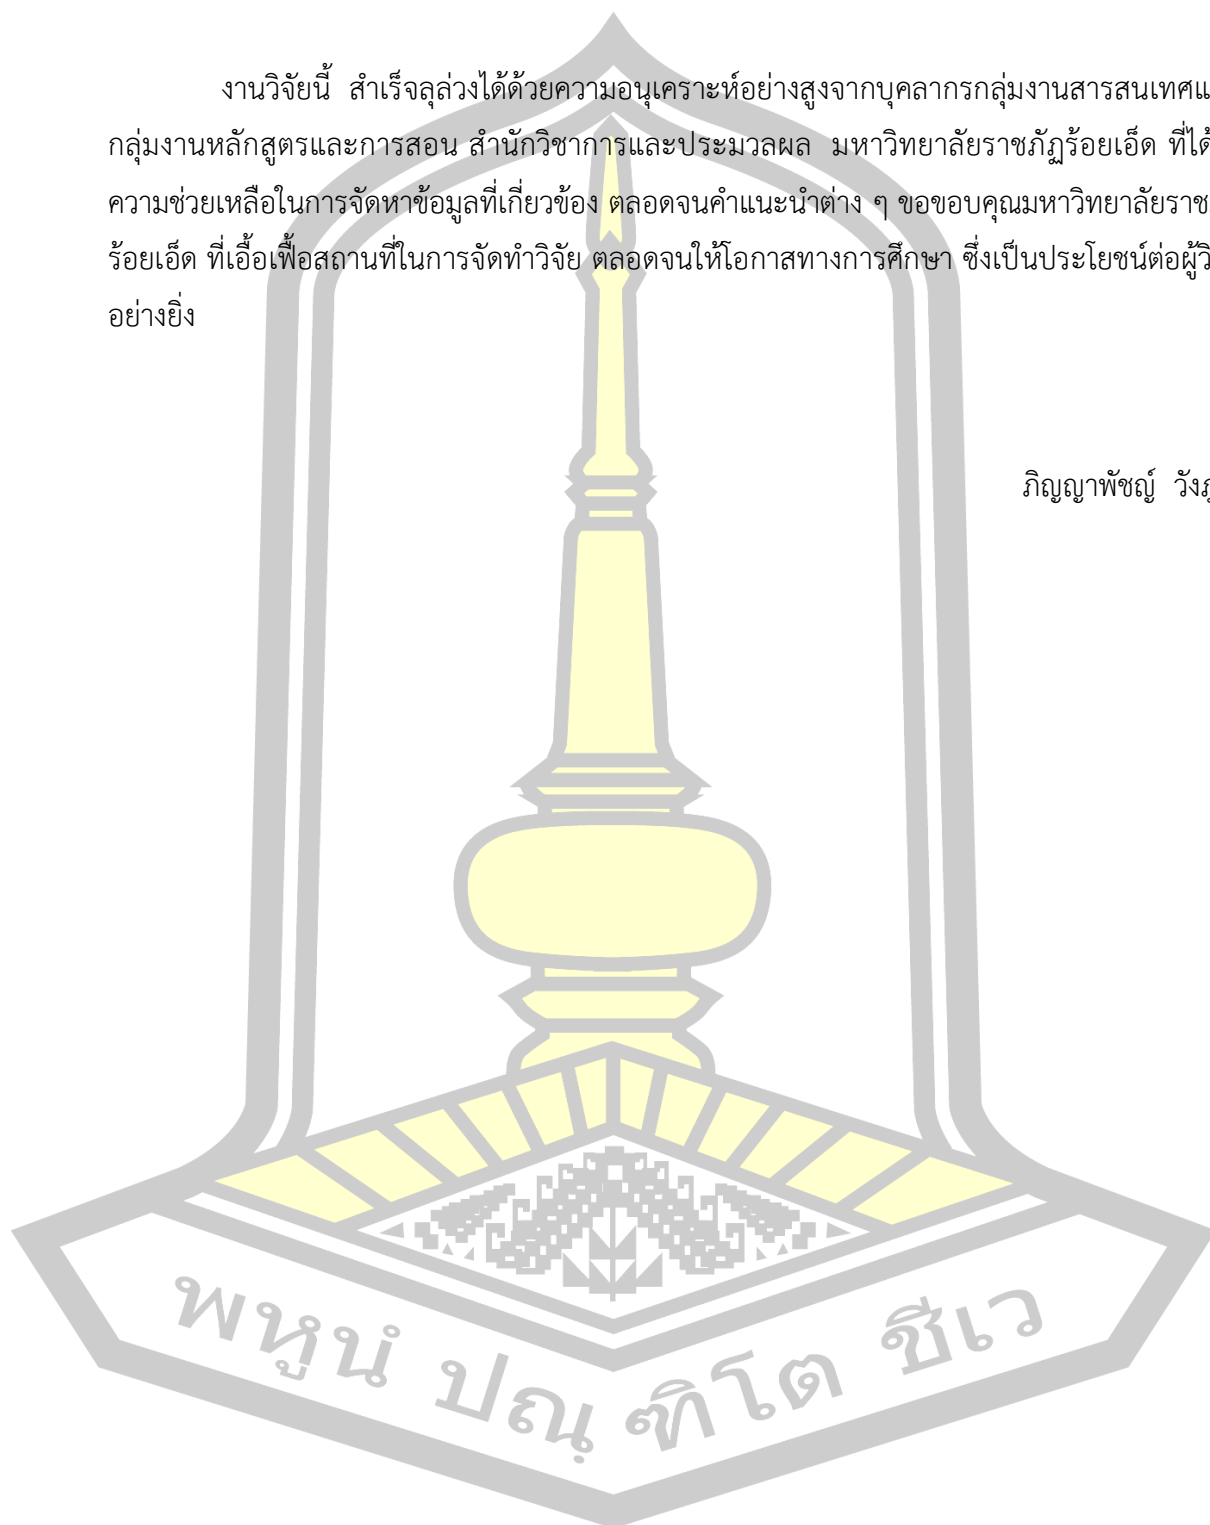 งานวิจัยนี้ สำเร็จลุล่วงได้ด้วยความอนุเคราะห์อย่างสูงจากบุคลากรกลุ่มงานสารสนเทศแ
กลุ่มงานหลักสูตรและการสอน สำนักวิชาการและประมวลผล มหาวิทยาลัยราชภัฏร้อยเอ็ด ที่ได้
ความช่วยเหลือในการจัดหาข้อมูลที่เกี่ยวข้อง ตลอดจนคำแนะนำต่าง ๆ ขอขอบคุณมหาวิทยาลัยราช
ร้อยเอ็ด ที่เอื้อเฟื้อสถานที่ในการจัดทำวิจัย ตลอดจนให้โอกาสทางการศึกษา ซึ่งเป็นประโยชน์ต่อผู้วิ
อย่างยิ่ง
ภิญญาพัชญ์ วังภู
พหูนํ ปณฺฑิโต ชีเว